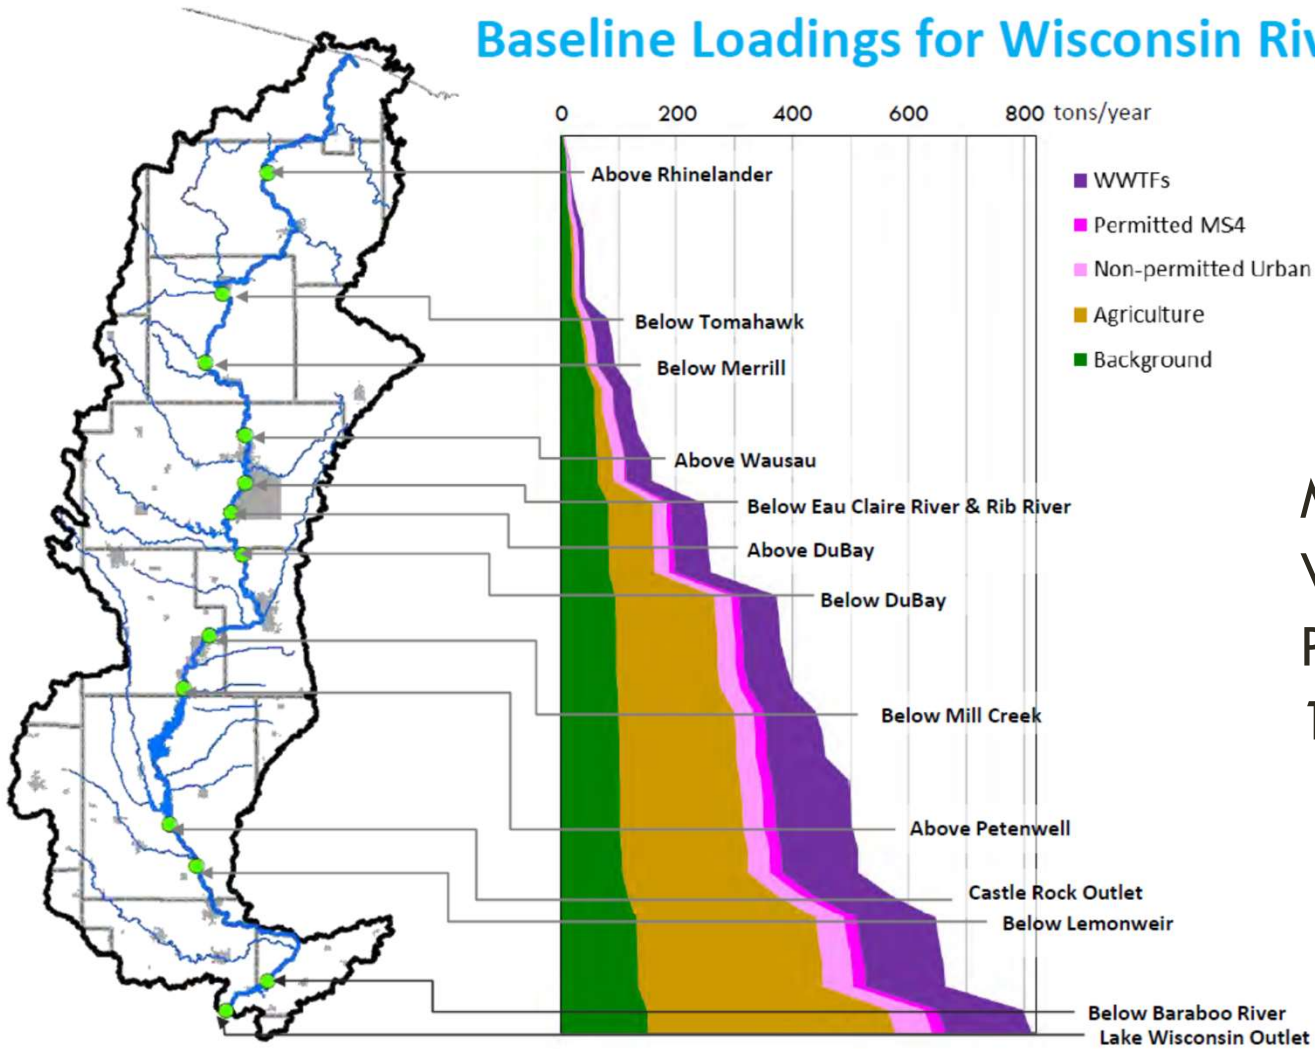 Baseline Loadings for Wisconsin Riv
0 200 400 600 800 tons/year
Above Rhinelander
WWTFs
Permitted MS4
Non-permitted Urban
Agriculture
Background
Below Tomahawk
Below Merrill
Above Wausau
Below Eau Claire River & Rib River
Above DuBay
Below DuBay
Below Mill Creek
Above Petenwell
Castle Rock Outlet
Below Lemonweir
Below Baraboo River
Lake Wisconsin Outlet